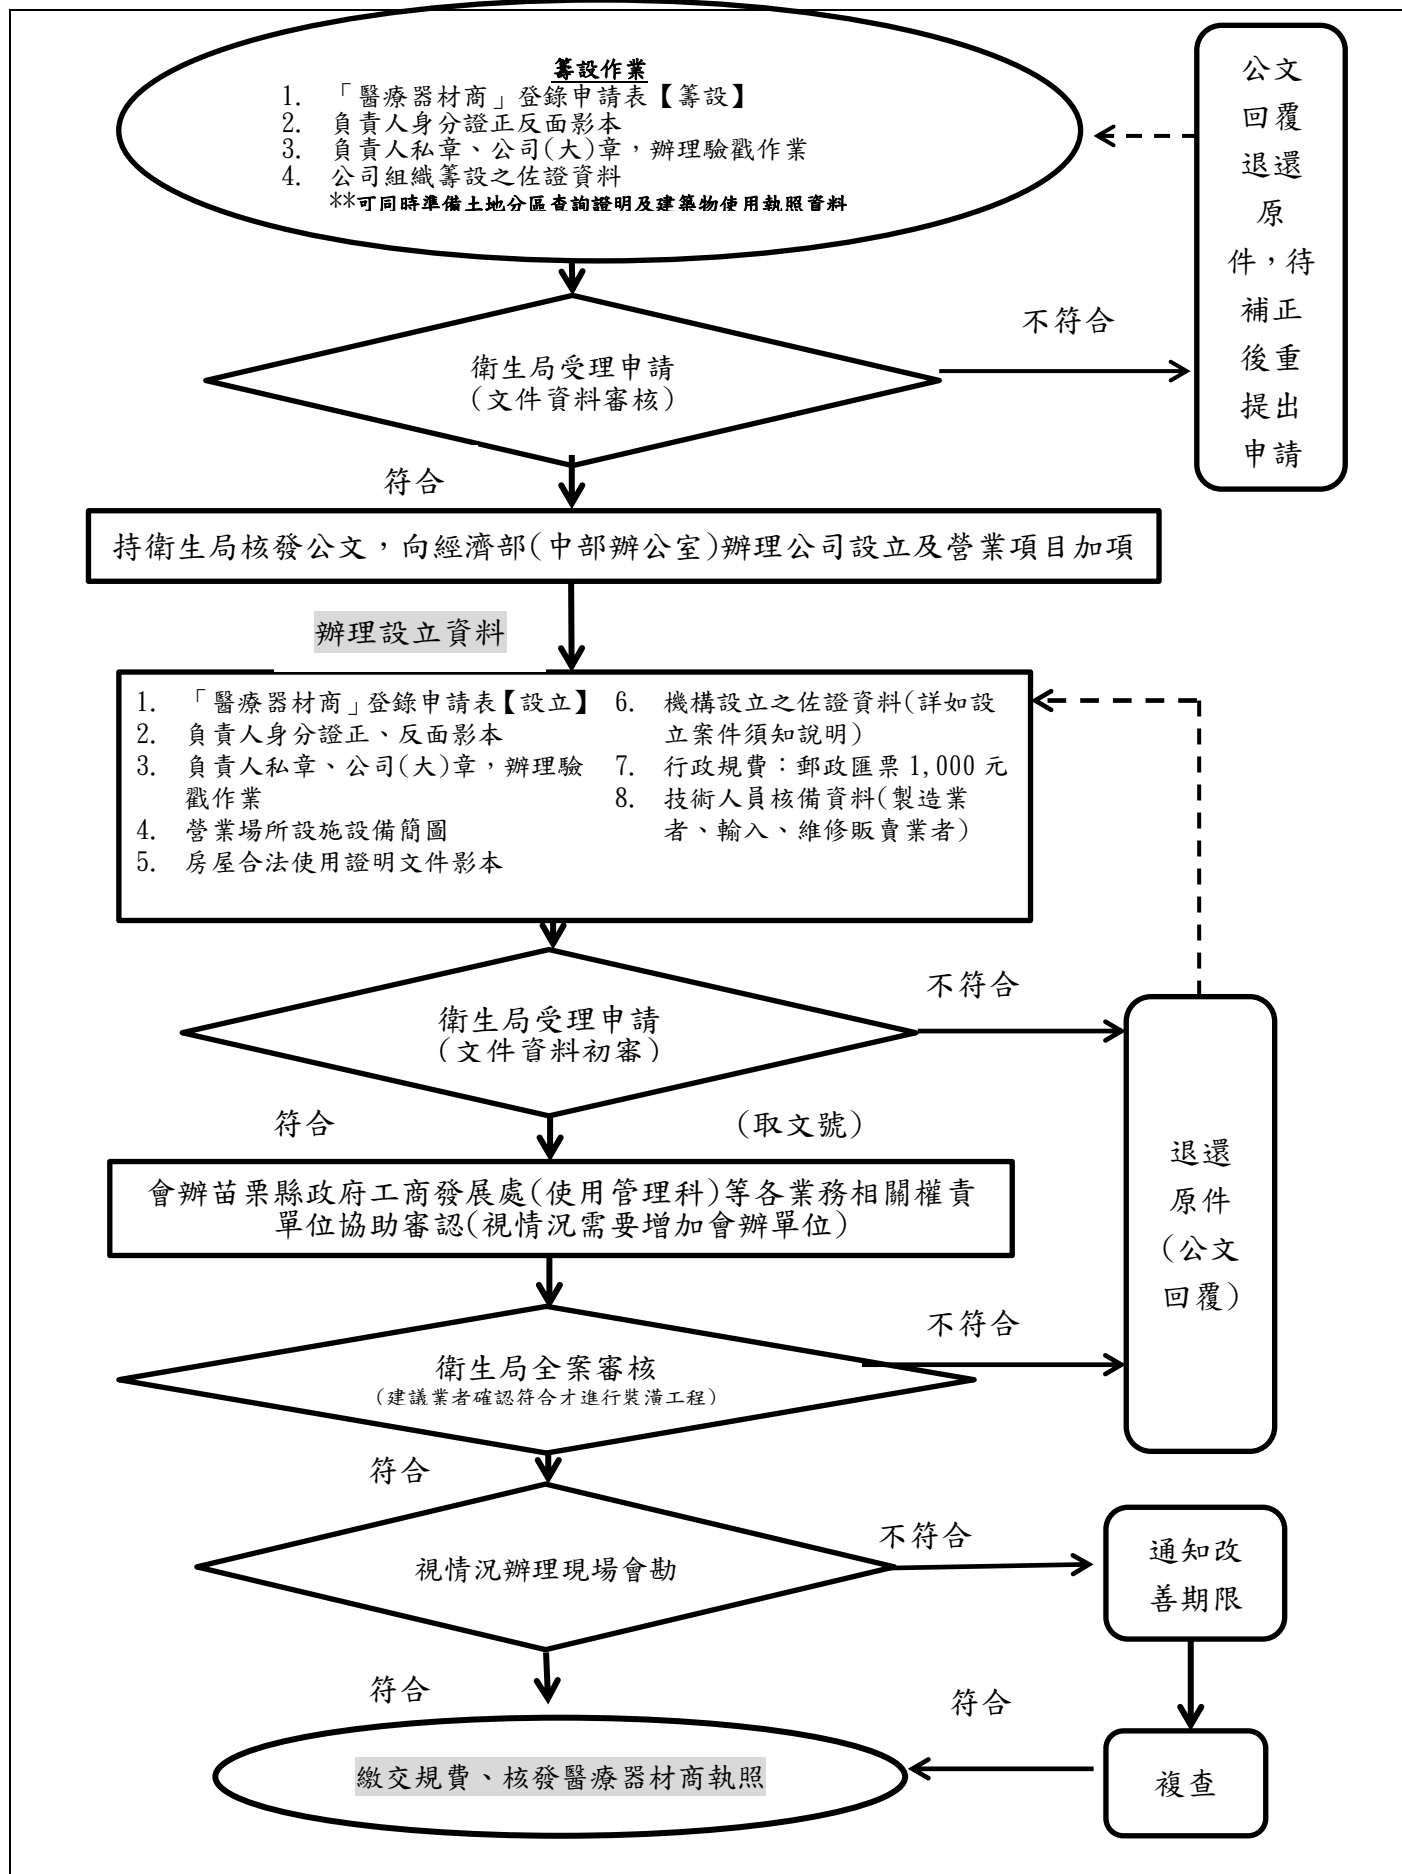 籌設作業
1. 「醫療器材商」登錄申請表【籌設】
2. 負責人身分證正反面影本
3. 負責人私章、公司(大)章，辦理驗戳作業
4. 公司組織籌設之佐證資料
**可同時準備土地分區查詢證明及建築物使用執照資料
公文
回覆
退還
原
件，待
補正
後重
提出
申請
不符合
衛生局受理申請
(文件資料審核)
符合
持衛生局核發公文，向經濟部(中部辦公室)辦理公司設立及營業項目加項
辦理設立資料
1. 「醫療器材商」登錄申請表【設立】
2. 負責人身分證正、反面影本
3. 負責人私章、公司(大)章，辦理驗
戳作業
4. 營業場所設施設備簡圖
5. 房屋合法使用證明文件影本
6. 機構設立之佐證資料(詳如設
立案件須知說明)
7. 行政規費：郵政匯票 1,000 元
8. 技術人員核備資料(製造業
者、輸入、維修販賣業者)
不符合
衛生局受理申請
(文件資料初審)
符合
(取文號)
會辦苗栗縣政府工商發展處(使用管理科)等各業務相關權責
單位協助審認(視情況需要增加會辦單位)
退還
原件
(公文
回覆)
不符合
衛生局全案審核
(建議業者確認符合才進行裝潢工程)
符合
不符合
視情況辦理現場會勘
通知改
善期限
符合
符合
繳交規費、核發醫療器材商執照
複查